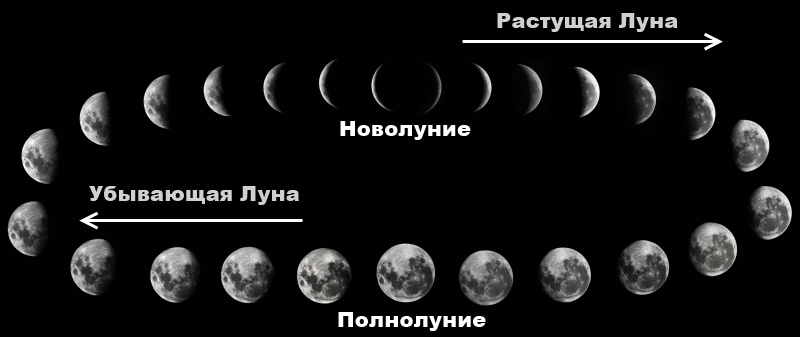 Растущая Луна
Новолуние
Убывающая Луна
Полнолуние